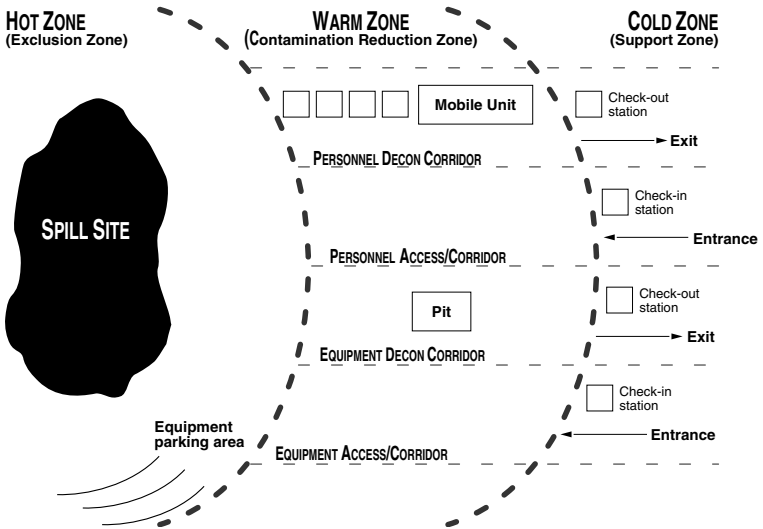 HOT ZONE
(Exclusion Zone)
WARM ZONE
(Contamination Reduction Zone)
COLD ZONE
(Support Zone)
Mobile Unit
Check-out
station
Exit
PERSONNEL DECON CORRIDOR
Check-in
station
SPILL SITE
Entrance
PERSONNEL ACCESS/CORRIDOR
Pit
Check-out
station
Exit
EQUIPMENT DECON CORRIDOR
Check-in
station
Equipment
parking area
Entrance
EQUIPMENT ACCESS/CORRIDOR